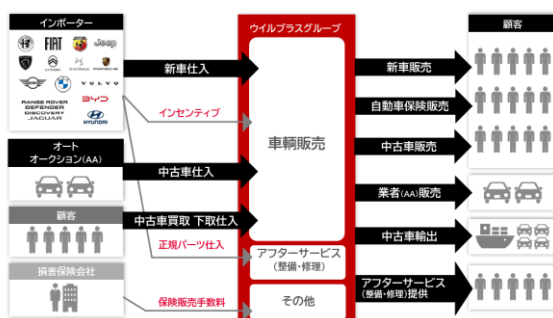 インポーター
FIAT
Jeep
PORSCHE
MINI
VOLVO
RANGE ROVER
DEFENDER
DISCOVERY
JAGUAR
BYD
HYUNDAI
オート
オークション(AA)
顧客
損害保険会社
新車仕入
インセンティブ
中古車仕入
中古車買取 下取仕入
正規パーツ仕入
保険販売手数料
ウイルプラスグループ
車輌販売
アフターサービス
(整備・修理)
その他
新車販売
自動車保険販売
中古車販売
業者(AA)販売
中古車輸出
アフターサービス
(整備・修理)提供
顧客